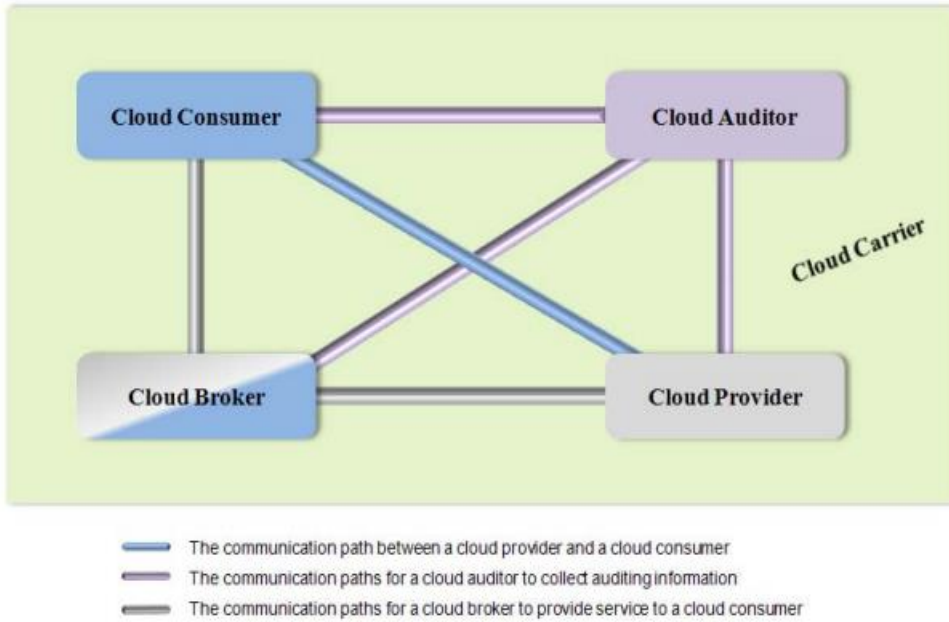 Cloud Consumer
Cloud Auditor
Cloud Carrier
Cloud Broker
Cloud Provider
The communication path between a cloud provider and a cloud consumer
The communication paths for a cloud auditor to collect auditing information
The communication paths for a cloud broker to provide service to a cloud consumer